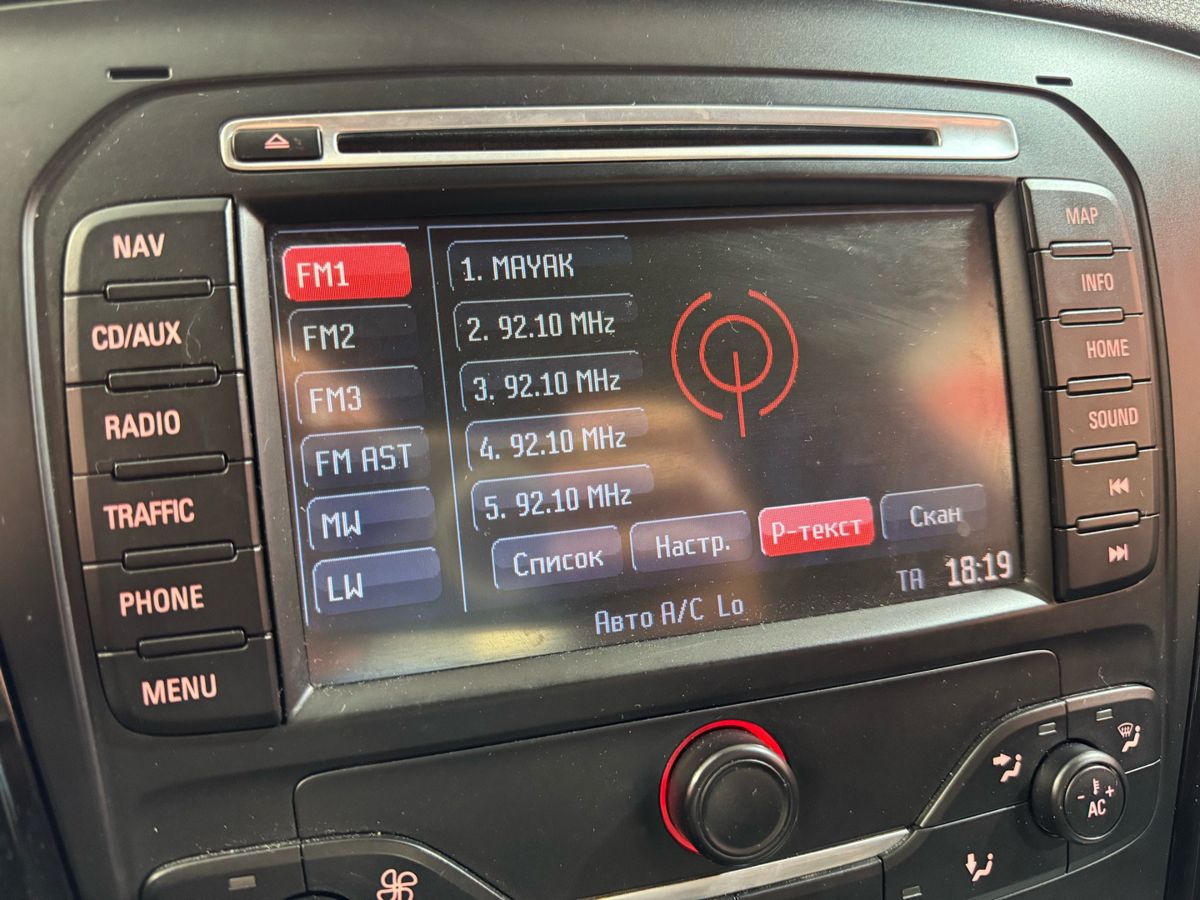 NAV
CD/AUX
RADIO
TRAFFIC
PHONE
MENU
FM1
FM2
FM3
FM AST
MW
LW
1. MAYAK
2. 92.10 MHz
3. 92.10 MHz
4. 92.10 MHz
5. 92.10 MHz
Список Настр. Р-текст Скан
TA 18:19
Авто A/C Lo
MAP
INFO
HOME
SOUND
- +
AC